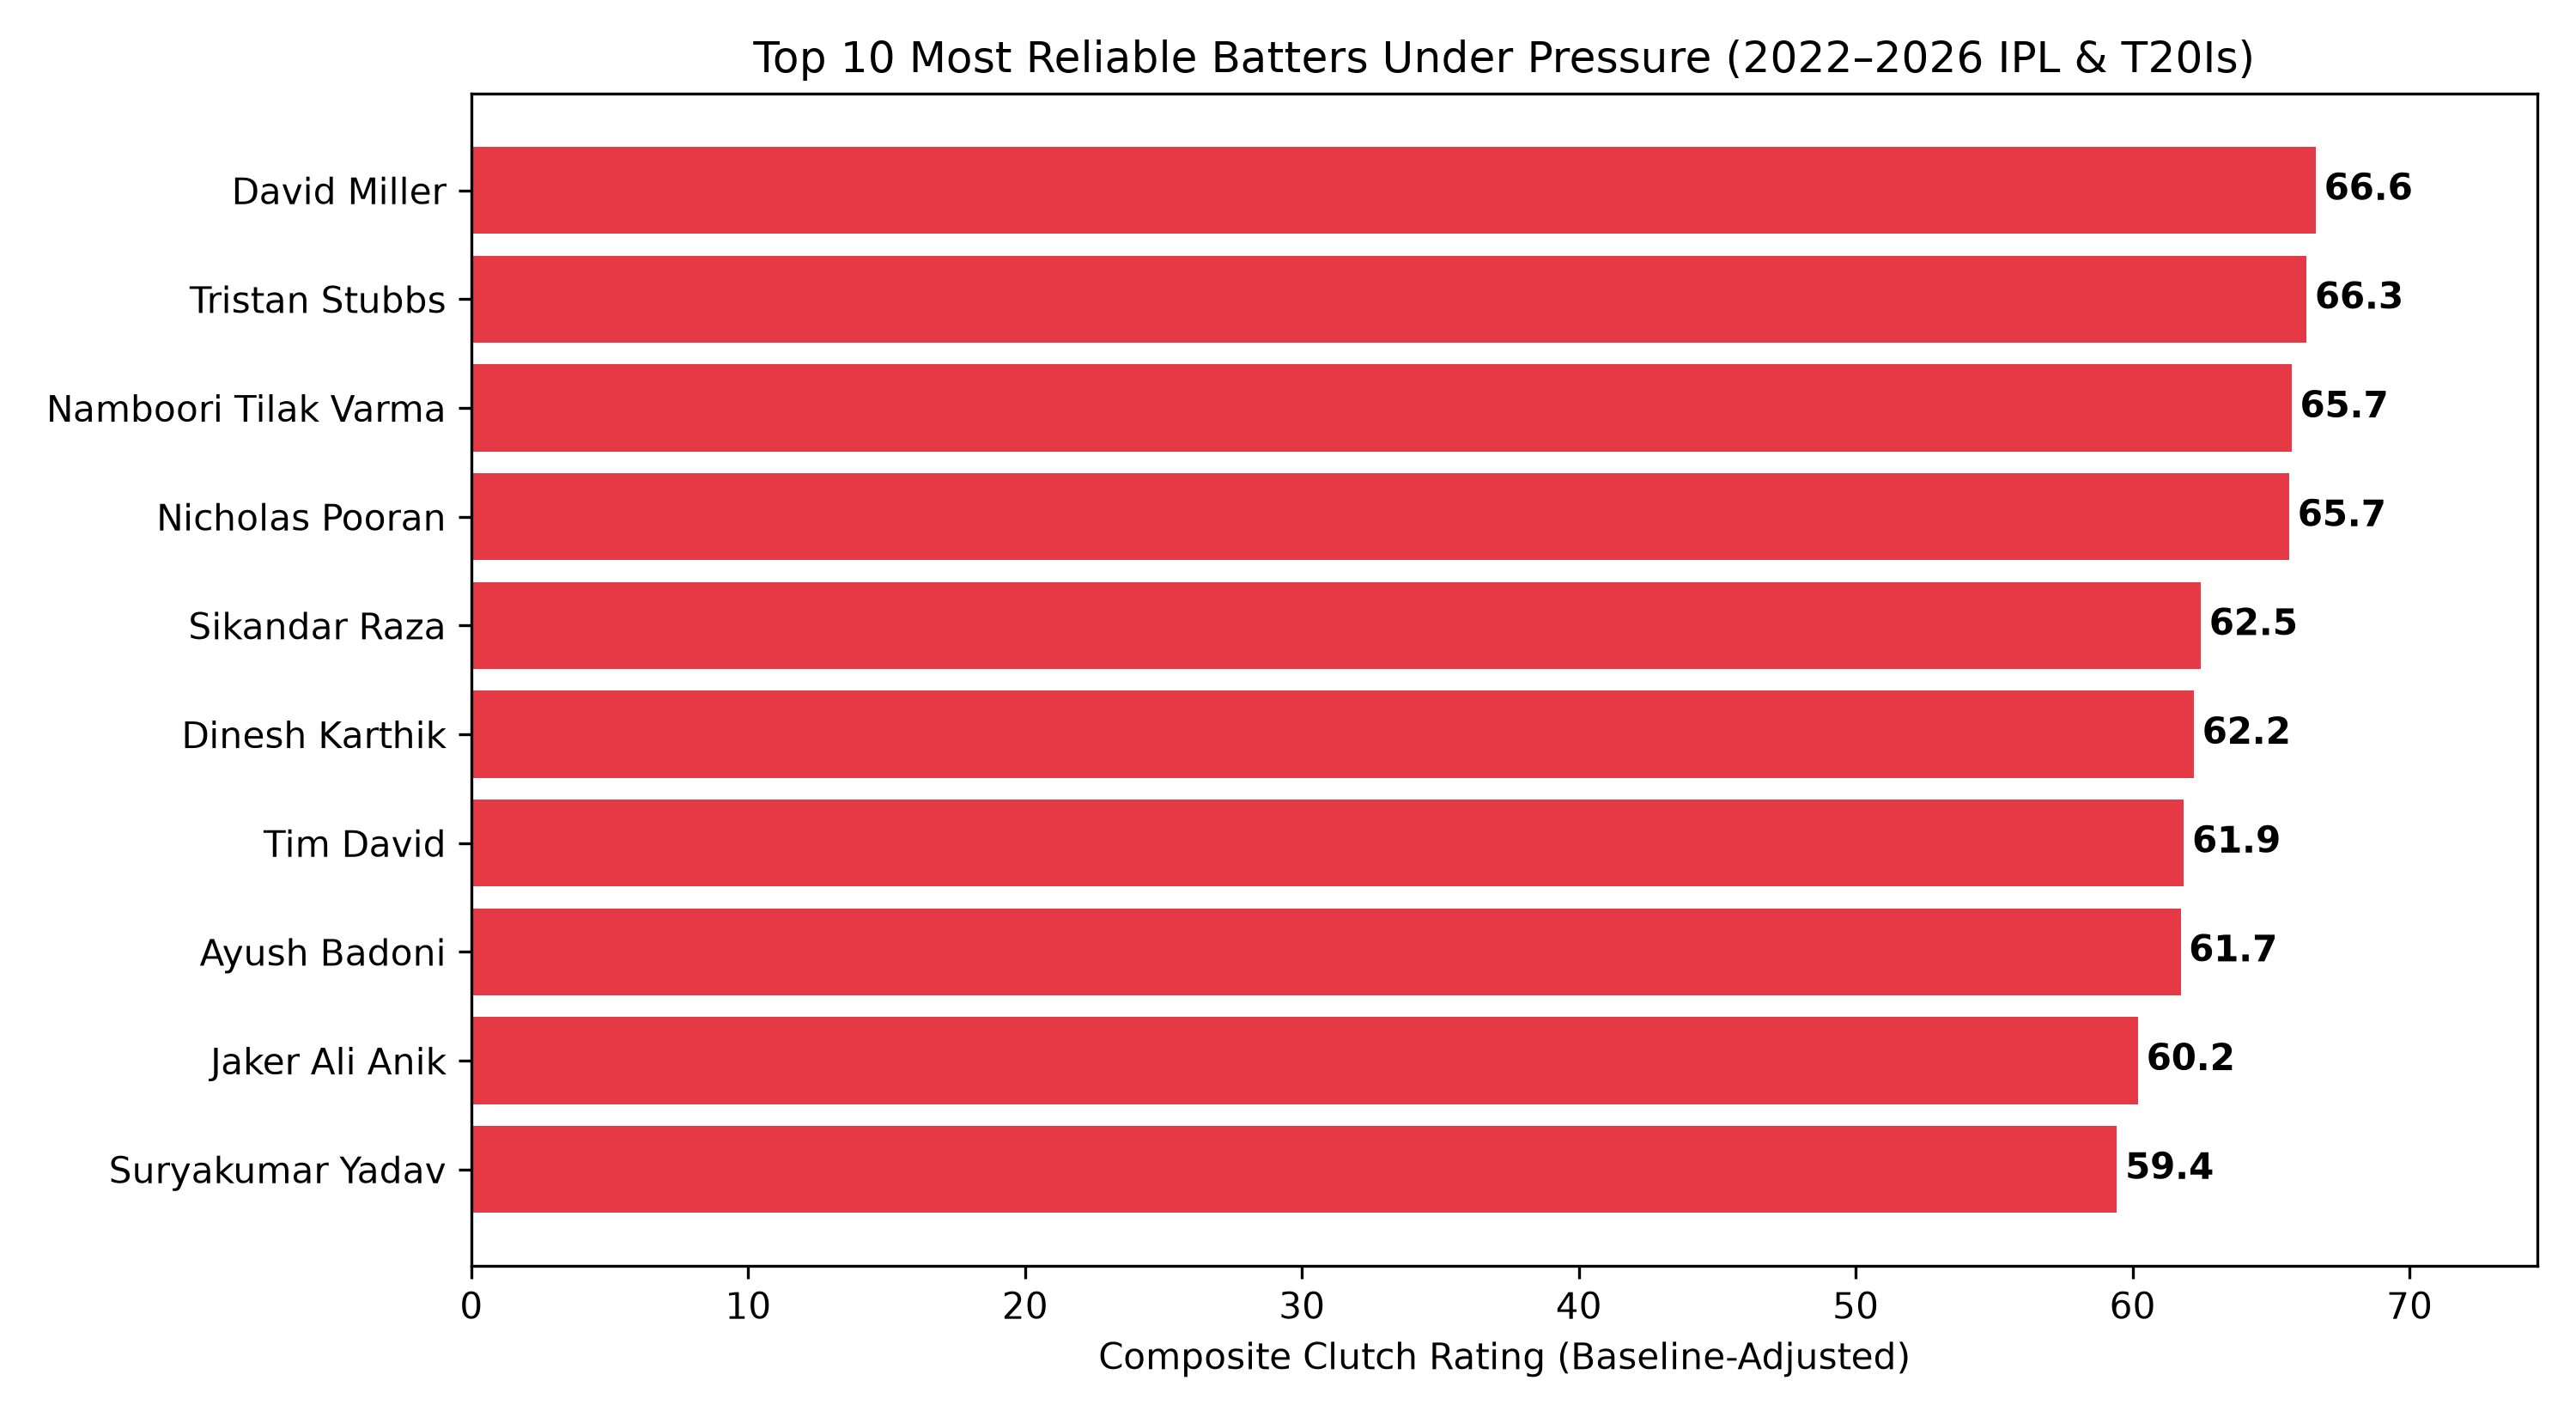 Top 10 Most Reliable Batters Under Pressure (2022–2026 IPL & T20Is)
David Miller 66.6
Tristan Stubbs 66.3
Namboori Tilak Varma 65.7
Nicholas Pooran 65.7
Sikandar Raza 62.5
Dinesh Karthik 62.2
Tim David 61.9
Ayush Badoni 61.7
Jaker Ali Anik 60.2
Suryakumar Yadav 59.4
0 10 20 30 40 50 60 70
Composite Clutch Rating (Baseline-Adjusted)